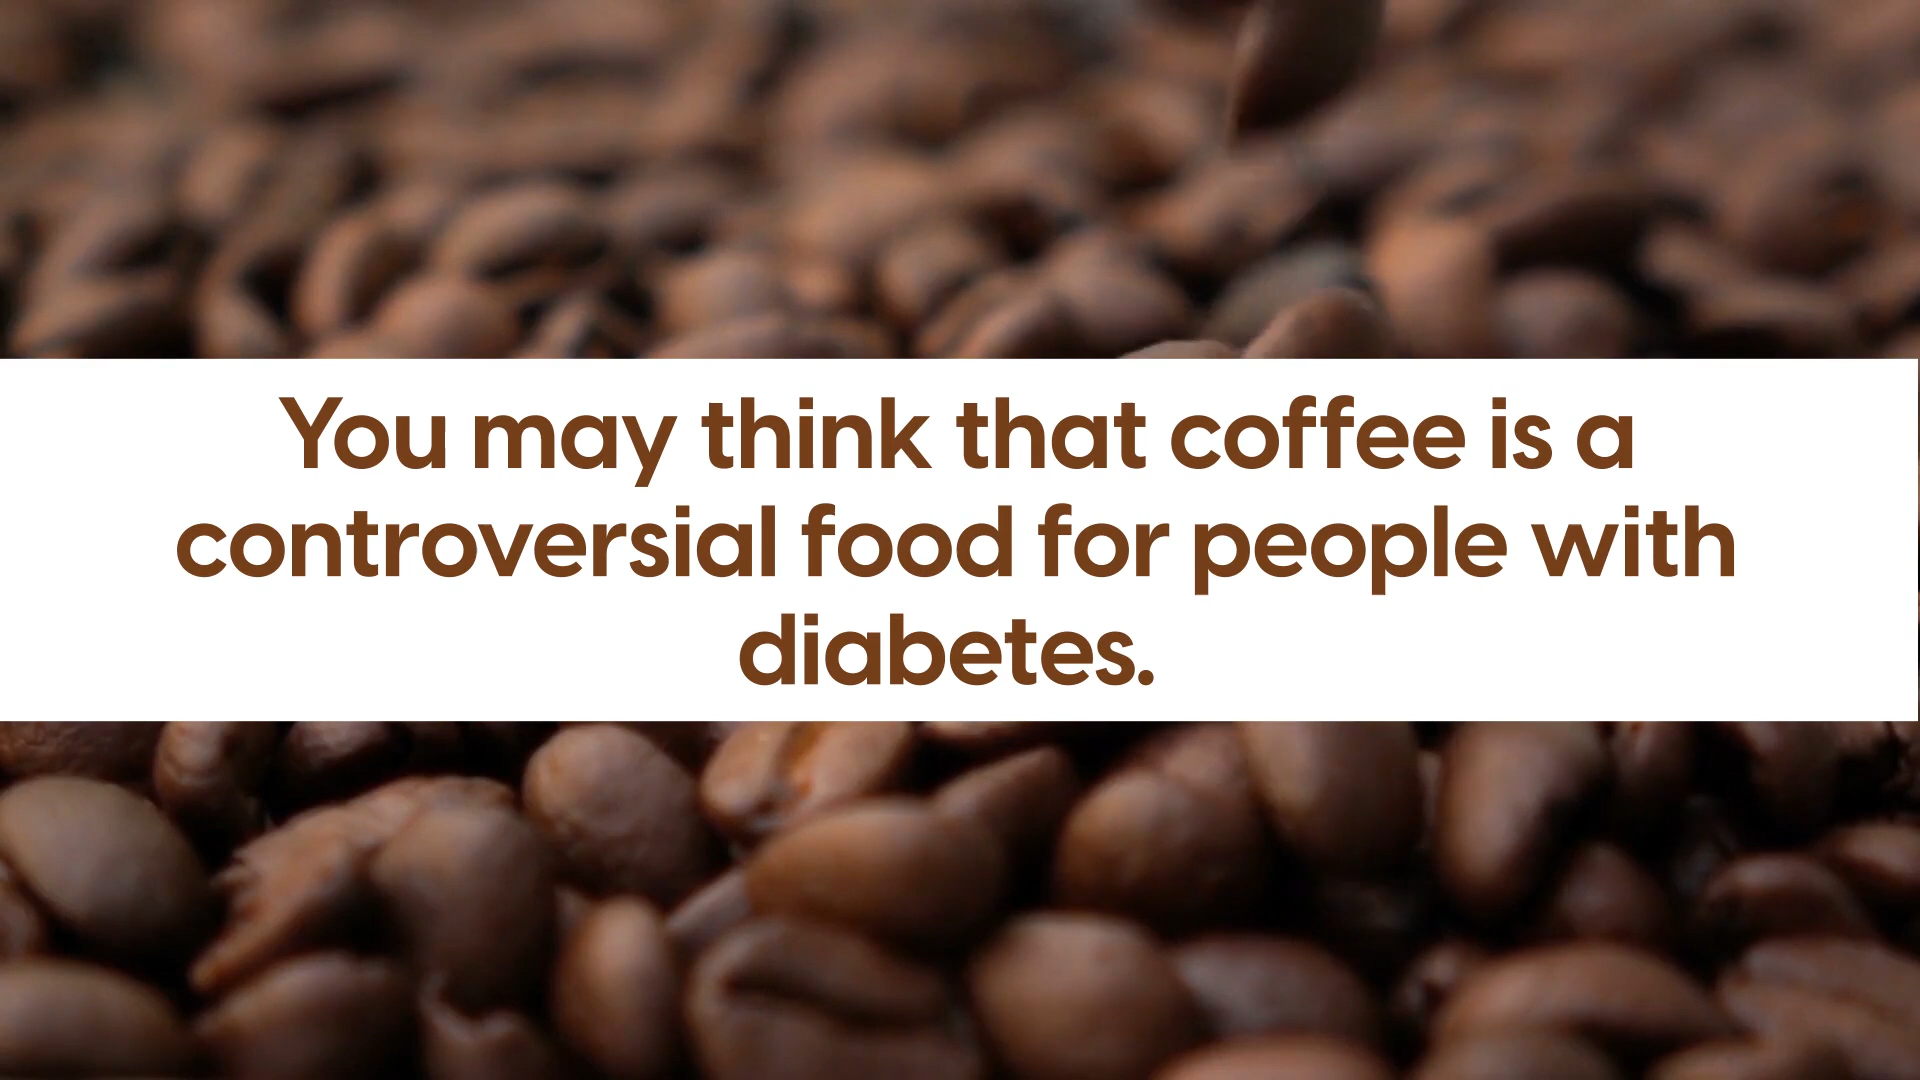 You may think that coffee is a
controversial food for people with
diabetes.